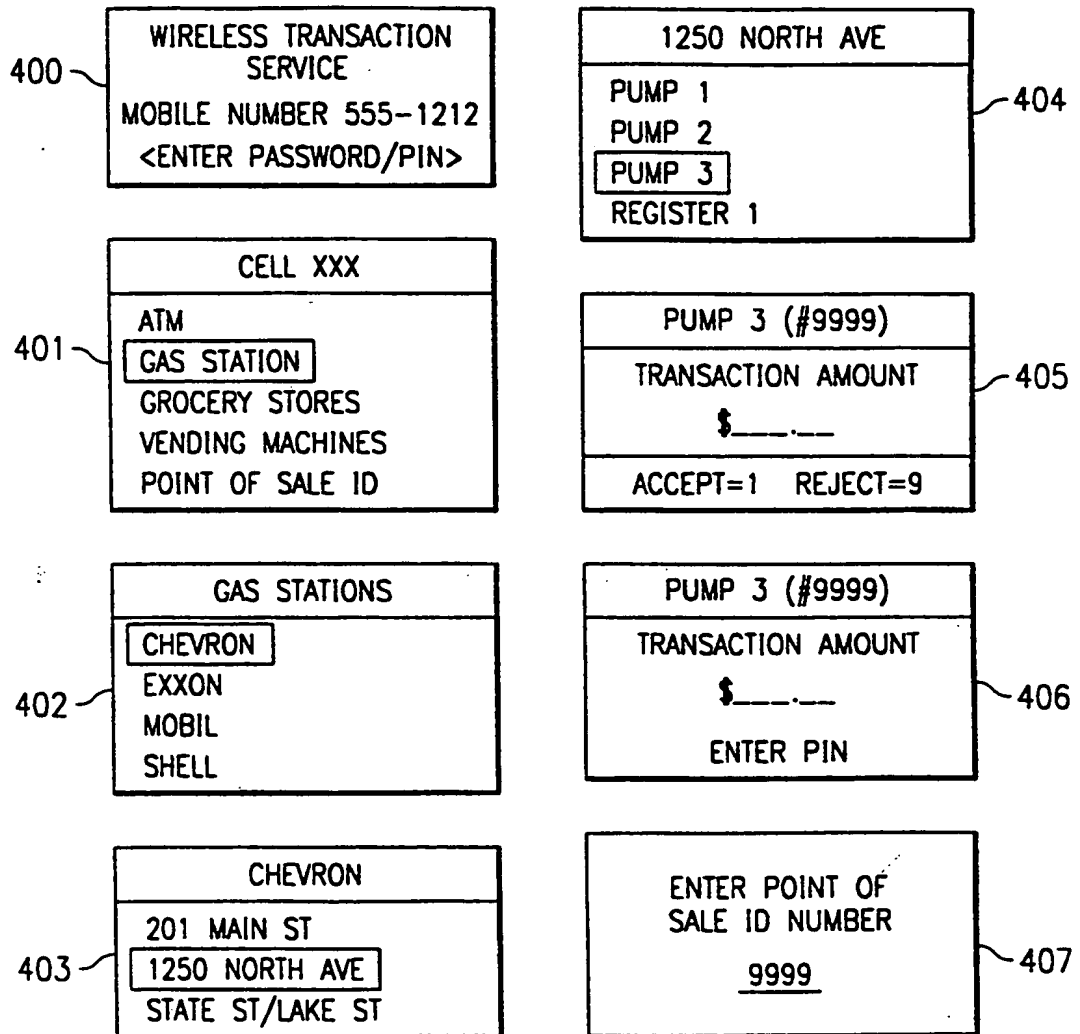 400
WIRELESS TRANSACTION
SERVICE
MOBILE NUMBER 555-1212
<ENTER PASSWORD/PIN>
401
CELL XXX
ATM
GAS STATION
GROCERY STORES
VENDING MACHINES
POINT OF SALE ID
402
GAS STATIONS
CHEVRON
EXXON
MOBIL
SHELL
403
CHEVRON
201 MAIN ST
1250 NORTH AVE
STATE ST/LAKE ST
1250 NORTH AVE
PUMP 1
PUMP 2
PUMP 3
REGISTER 1
404
PUMP 3 (#9999)
TRANSACTION AMOUNT
$___.__
ACCEPT=1 REJECT=9
405
PUMP 3 (#9999)
TRANSACTION AMOUNT
$___.__
ENTER PIN
406
ENTER POINT OF
SALE ID NUMBER
9999
407